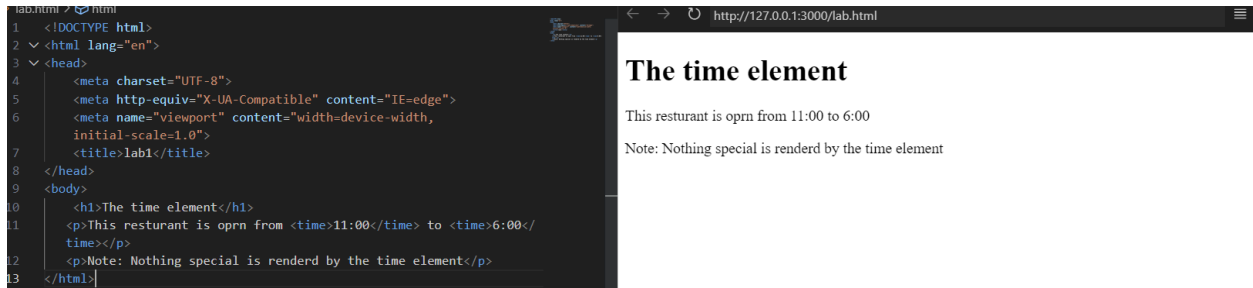 lab.html > html
1 <!DOCTYPE html>
2 <html lang="en">
3 <head>
4 <meta charset="UTF-8">
5 <meta http-equiv="X-UA-Compatible" content="IE=edge">
6 <meta name="viewport" content="width=device-width,
initial-scale=1.0">
7 <title>lab1</title>
8 </head>
9 <body>
10 <h1>The time element</h1>
11 <p>This resturant is oprn from <time>11:00</time> to <time>6:00</
time></p>
12 <p>Note: Nothing special is renderd by the time element</p>
13 </html>
http://127.0.0.1:3000/lab.html
The time element
This resturant is oprn from 11:00 to 6:00
Note: Nothing special is renderd by the time element